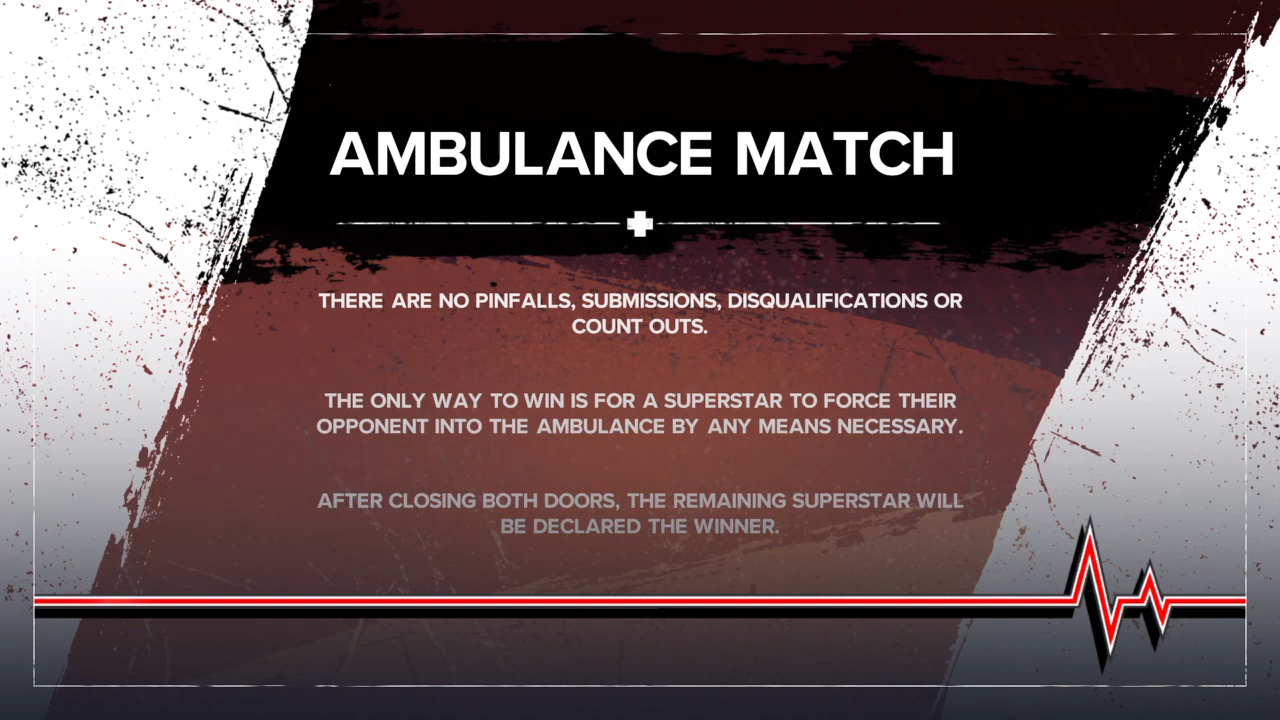 AMBULANCE MATCH
THERE ARE NO PINFALLS, SUBMISSIONS, DISQUALIFICATIONS OR
COUNT OUTS.
THE ONLY WAY TO WIN IS FOR A SUPERSTAR TO FORCE THEIR
OPPONENT INTO THE AMBULANCE BY ANY MEANS NECESSARY.
AFTER CLOSING BOTH DOORS, THE REMAINING SUPERSTAR WILL
BE DECLARED THE WINNER.